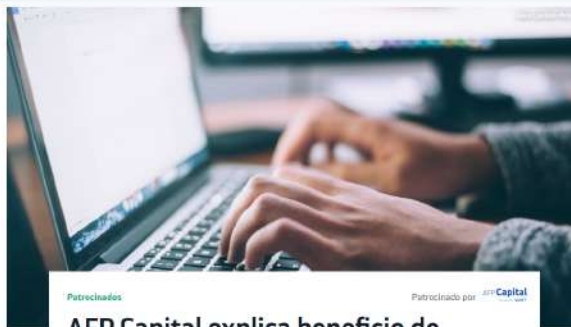 Patrocinados
Patrocinado por AFP Capital
AFP Capital explica beneficio de